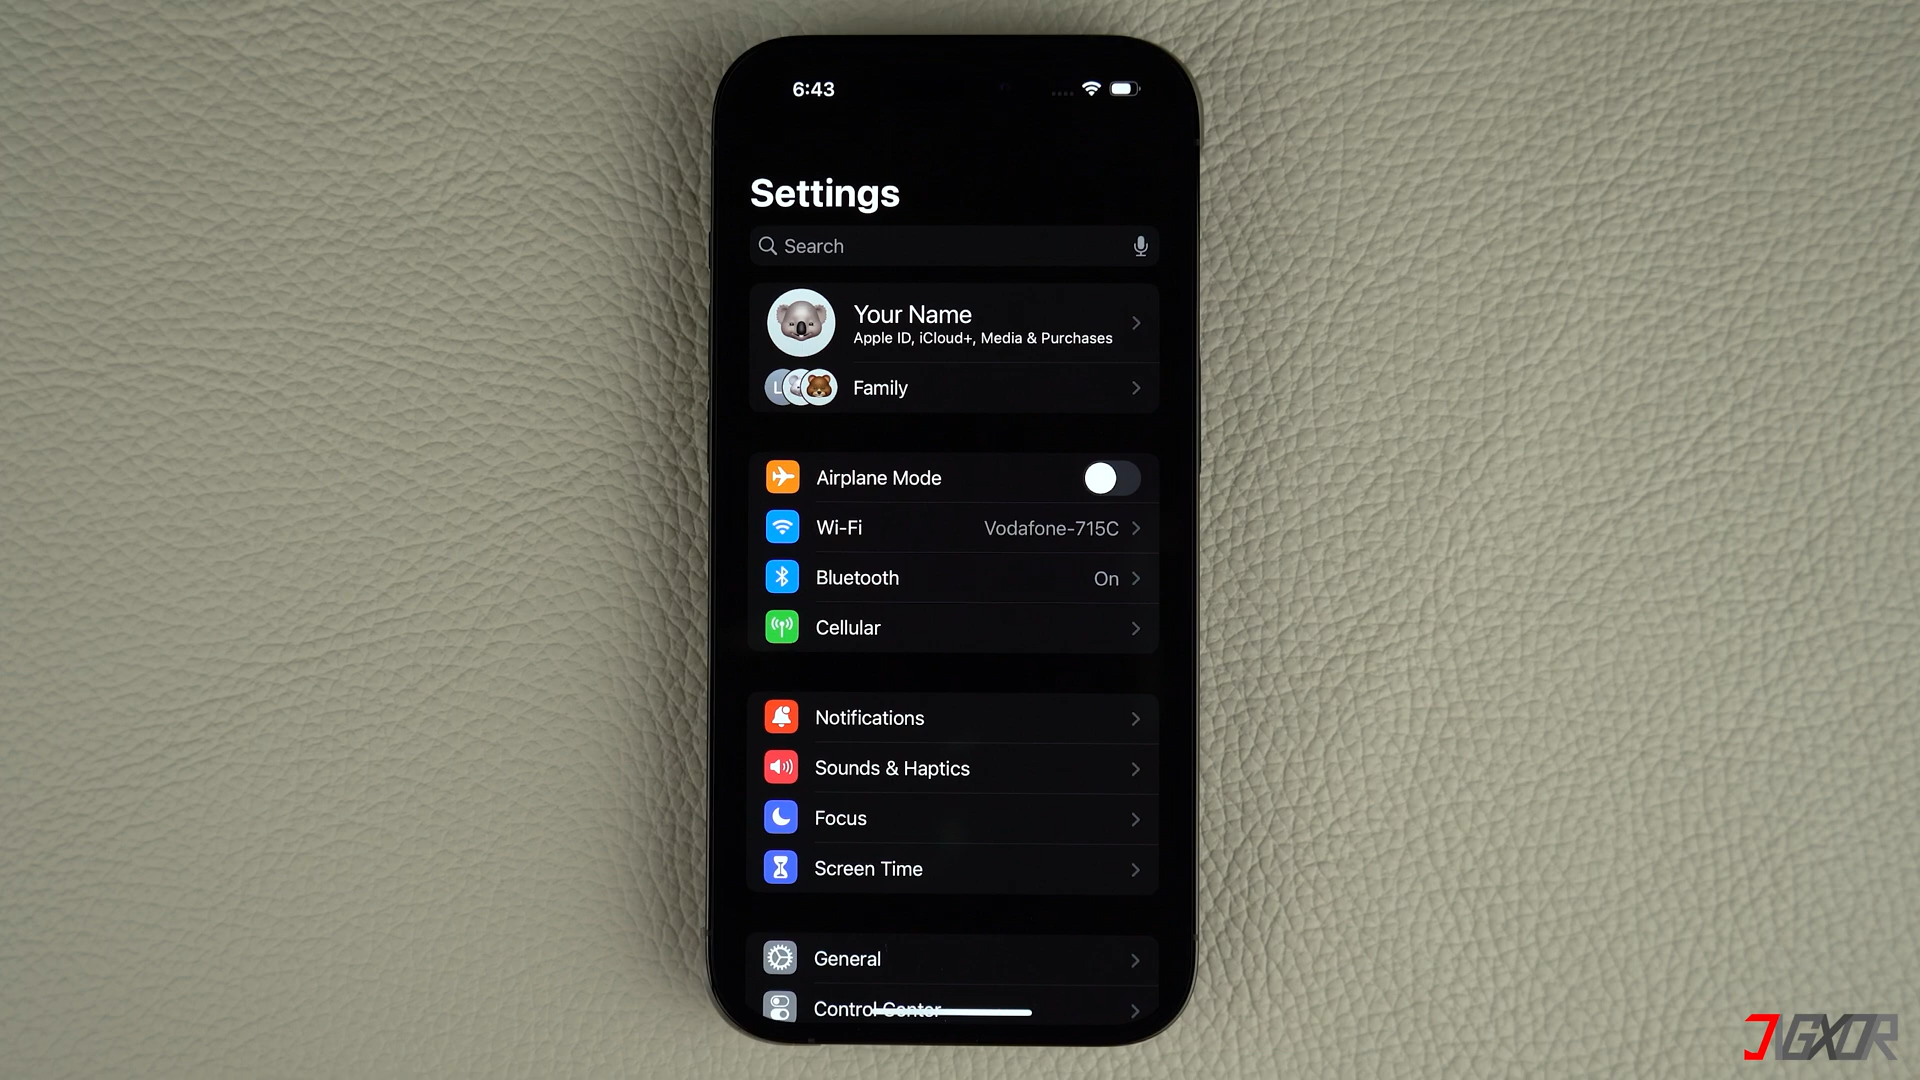 6:43
Settings
Search
Your Name
Apple ID, iCloud+, Media & Purchases
L
Family
Airplane Mode
Wi-Fi Vodafone-715C
Bluetooth On
Cellular
Notifications
Sounds & Haptics
Focus
Screen Time
General
Control Center
JIGXOR